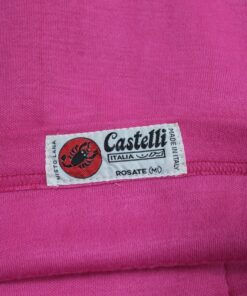 MISTO LANA
Castelli
ITALIA
ROSATE (MI)
MADE IN ITALY